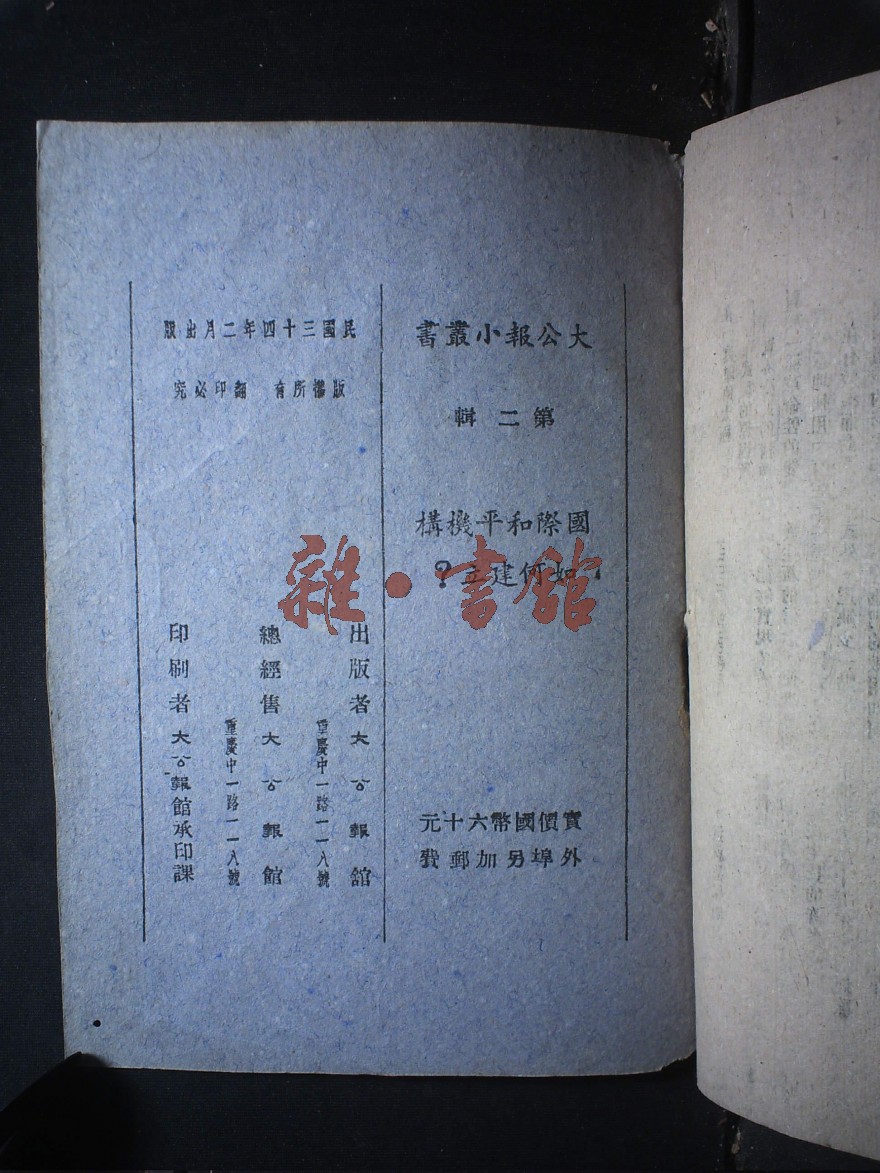 大公報小叢書
第二輯
國際和平機構
如何建立？
實價國幣六十元
外埠另加郵費
民國三十四年二月出版
版權所有 翻印必究
出版者大公報館
重慶中一路一一八號
總經售大公報館
重慶中一路一一八號
印刷者大公報館承印課
雜·書館